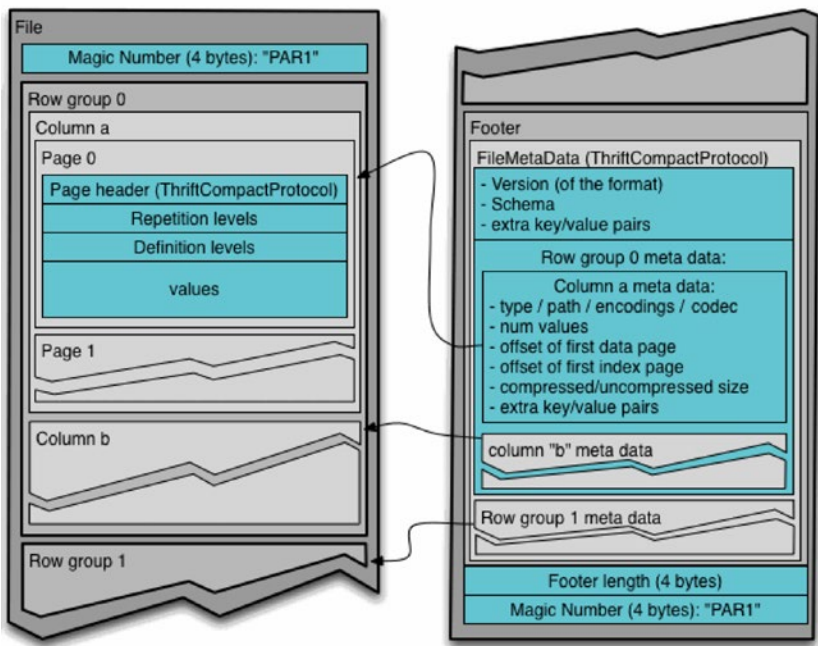 File
Magic Number (4 bytes): "PAR1"
Row group 0
Column a
Page 0
Page header (ThriftCompactProtocol)
Repetition levels
Definition levels
values
Page 1
Column b
Row group 1
Footer
FileMetaData (ThriftCompactProtocol)
- Version (of the format)
- Schema
- extra key/value pairs
Row group 0 meta data:
Column a meta data:
- type / path / encodings / codec
- num values
- offset of first data page
- offset of first index page
- compressed/uncompressed size
- extra key/value pairs
column "b" meta data
Row group 1 meta data
Footer length (4 bytes)
Magic Number (4 bytes): "PAR1"